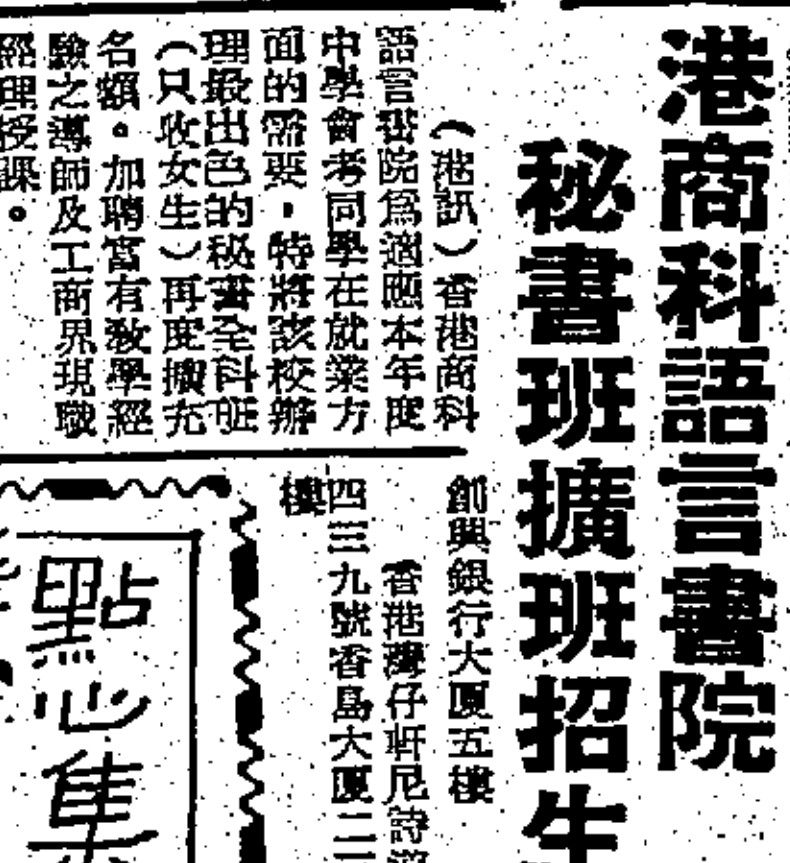 港商科語言書院
秘書班擴班招生
（港訊）香港商科
語言書院爲適應本年度
中學會考同學在就業方
面的需要，特將該校辦
理最出色的秘書全科班
（只收女生）再度擴充
名額。加聘富有敎學經
驗之導師及工商界現職
經理授課。
創興銀行大厦五樓
香港灣仔軒尼詩道
四三九號香島大厦二
樓
點心集